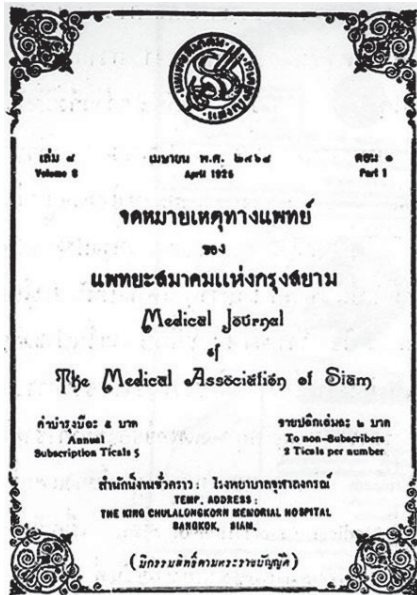 เล่ม ๘ เมษายน พ.ศ. ๒๔๖๘ ตอน ๑
Volume 8 April 1925 Part 1
จดหมายเหตุทางแพทย์
ของ
แพทยะสมาคมแห่งกรุงสยาม
Medical Journal
of
The Medical Association of Siam
ค่าบำรุงปีละ ๕ บาท ขายปลีกเล่มละ ๒ บาท
Annual To non-Subscribers
Subscription Ticals 5 2 Ticals per number
สำนักงานชั่วคราว : โรงพยาบาลจุฬาลงกรณ์
TEMP. ADDRESS :
THE KING CHULALONGKORN MEMORIAL HOSPITAL
BANGKOK, SIAM.
(มีกรรมสิทธิ์ตามพระราชบัญญัติ)